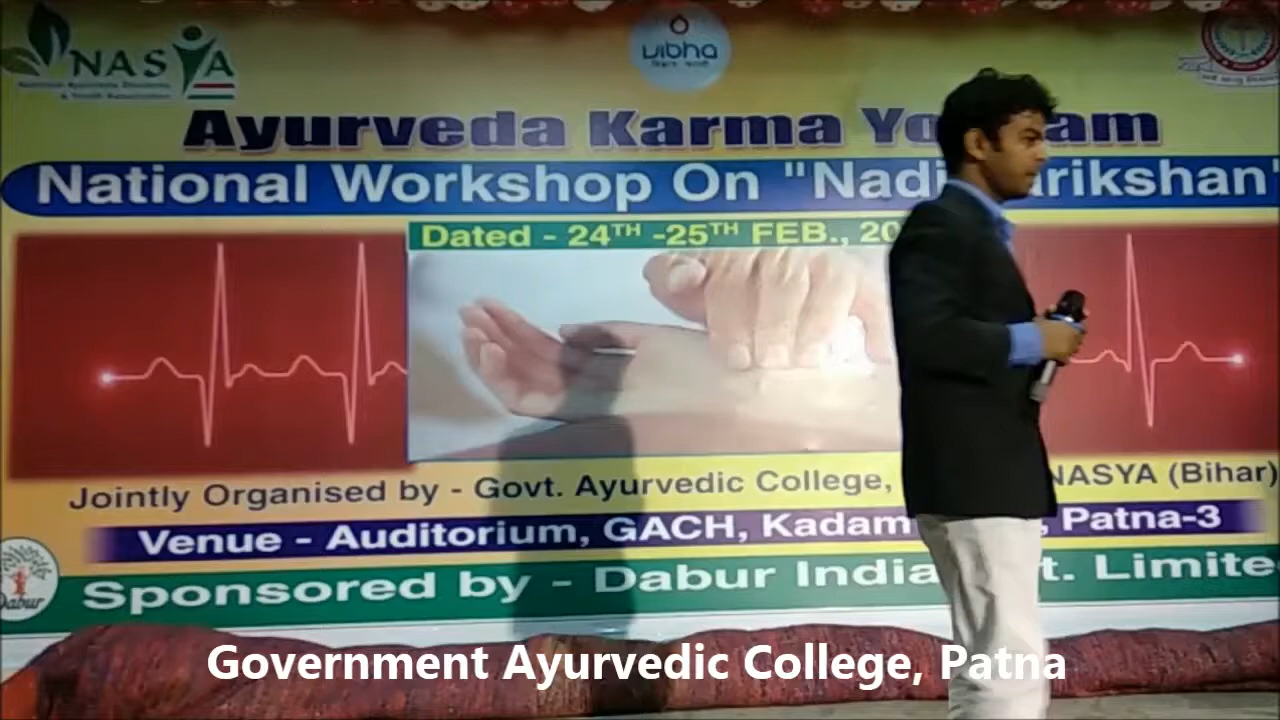 NASYA
vibha
Ayurveda Karma Yo am
National Workshop On "Nadi arikshan"
Dated - 24TH -25TH FEB., 20
Jointly Organised by - Govt. Ayurvedic College, NASYA (Bihar)
Venue - Auditorium, GACH, Kadam Patna-3
Dabur
Sponsored by - Dabur India t. Limite
Government Ayurvedic College, Patna